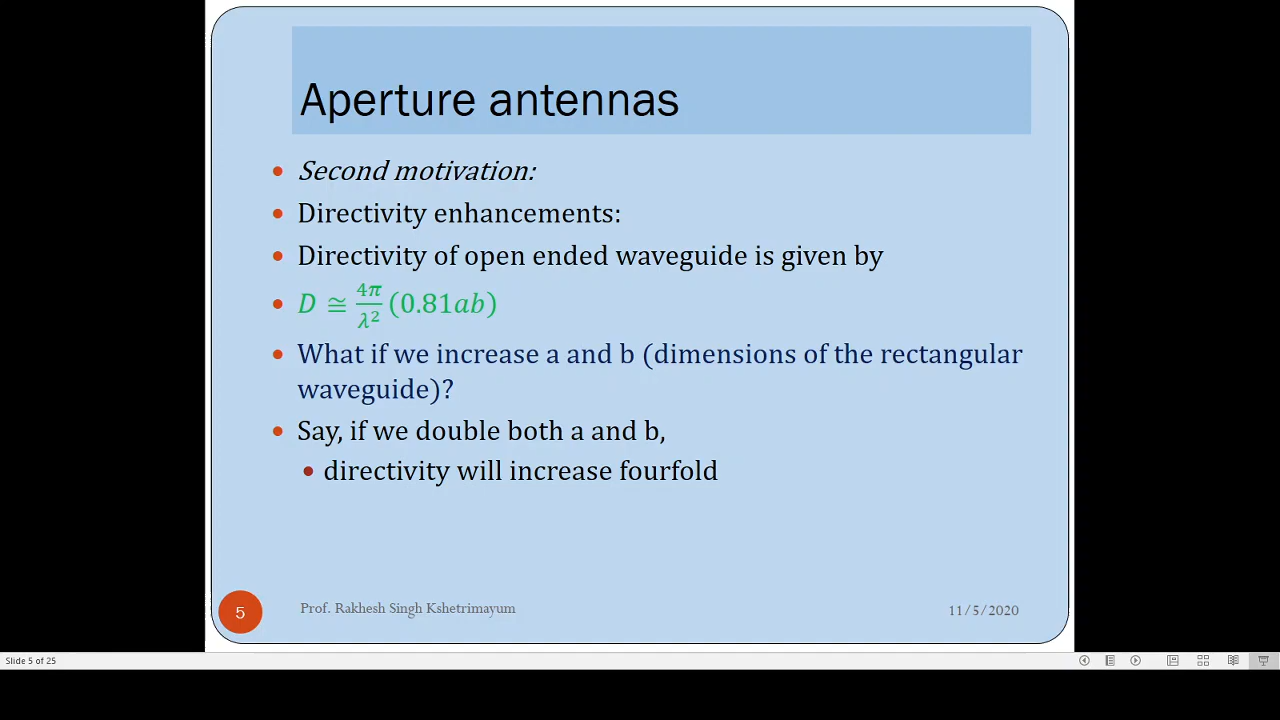 Aperture antennas
• Second motivation:
• Directivity enhancements:
• Directivity of open ended waveguide is given by
• D ≅ 4π/λ² (0.81ab)
• What if we increase a and b (dimensions of the rectangular
waveguide)?
• Say, if we double both a and b,
• directivity will increase fourfold
5
Prof. Rakhesh Singh Kshetrimayum
11/5/2020
Slide 5 of 25